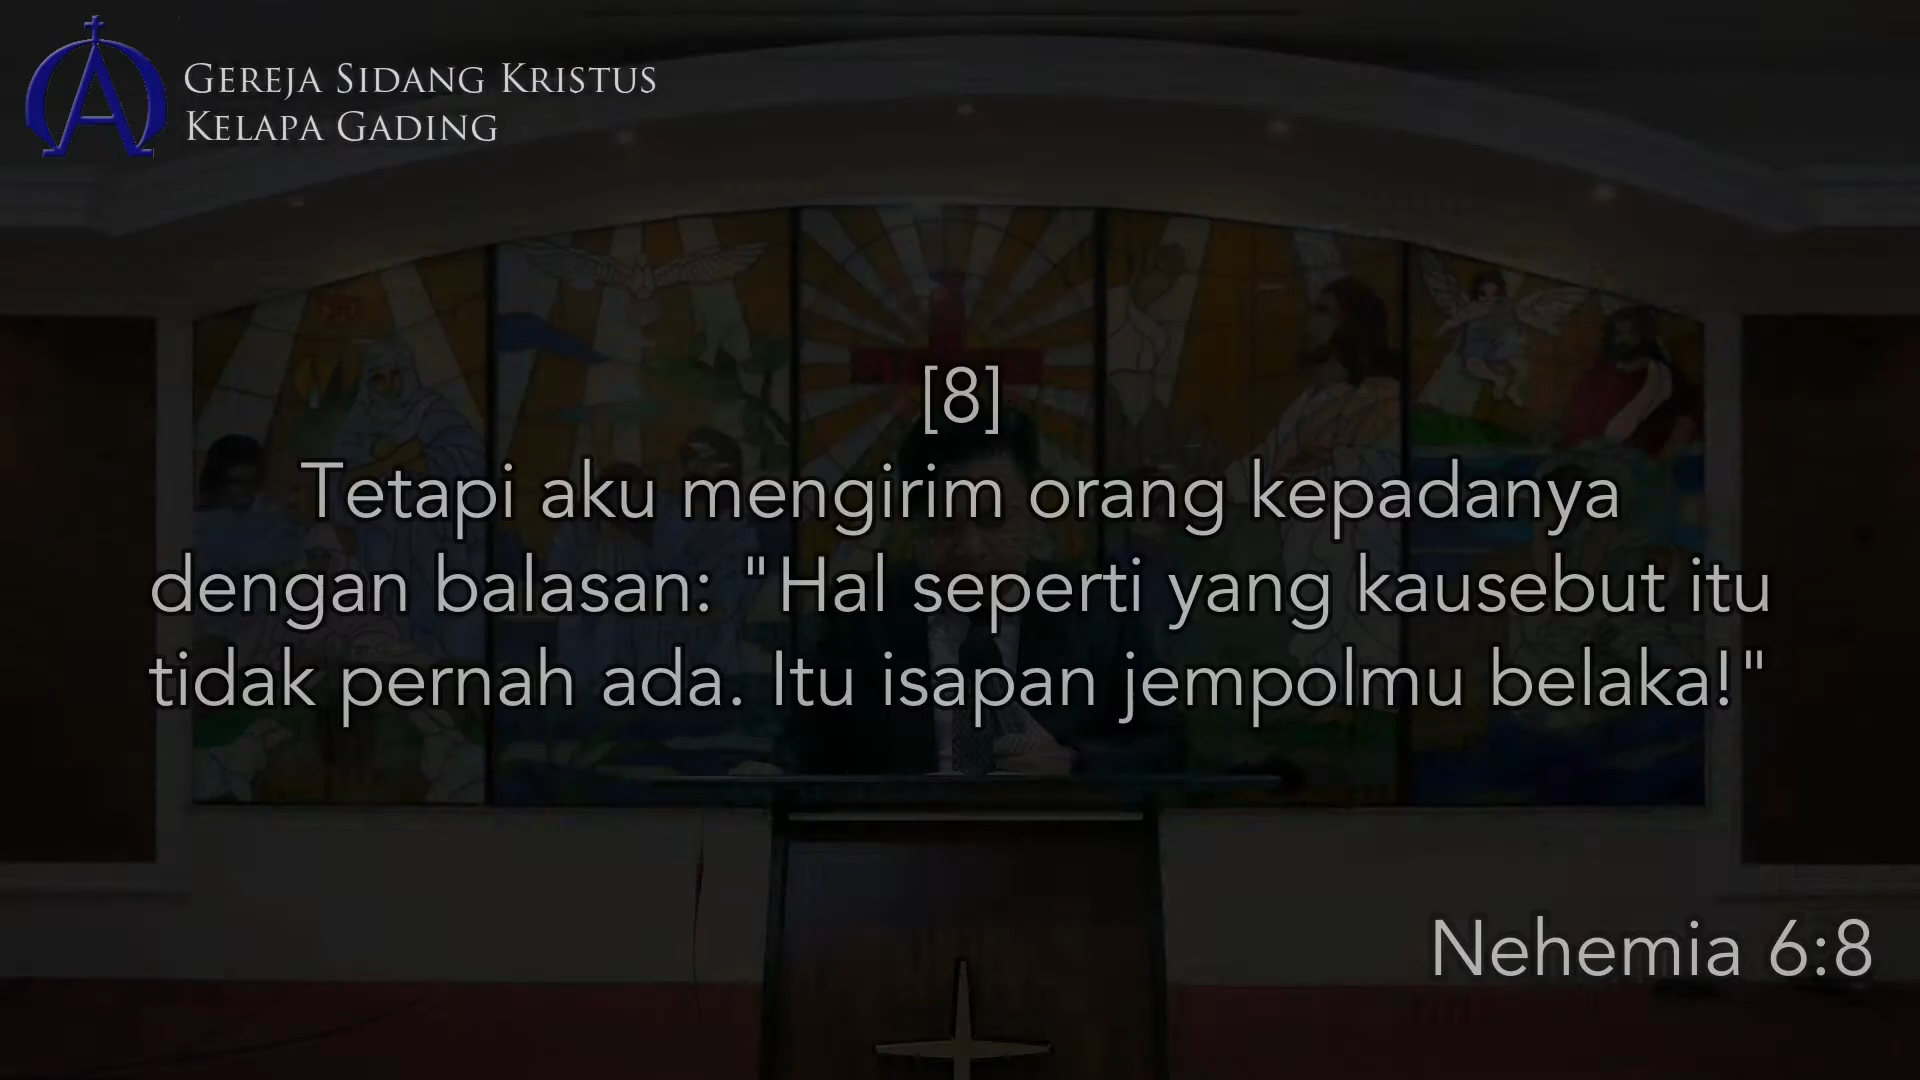 Gereja Sidang Kristus
Kelapa Gading
[8]
Tetapi aku mengirim orang kepadanya
dengan balasan: "Hal seperti yang kausebut itu
tidak pernah ada. Itu isapan jempolmu belaka!"
Nehemia 6:8